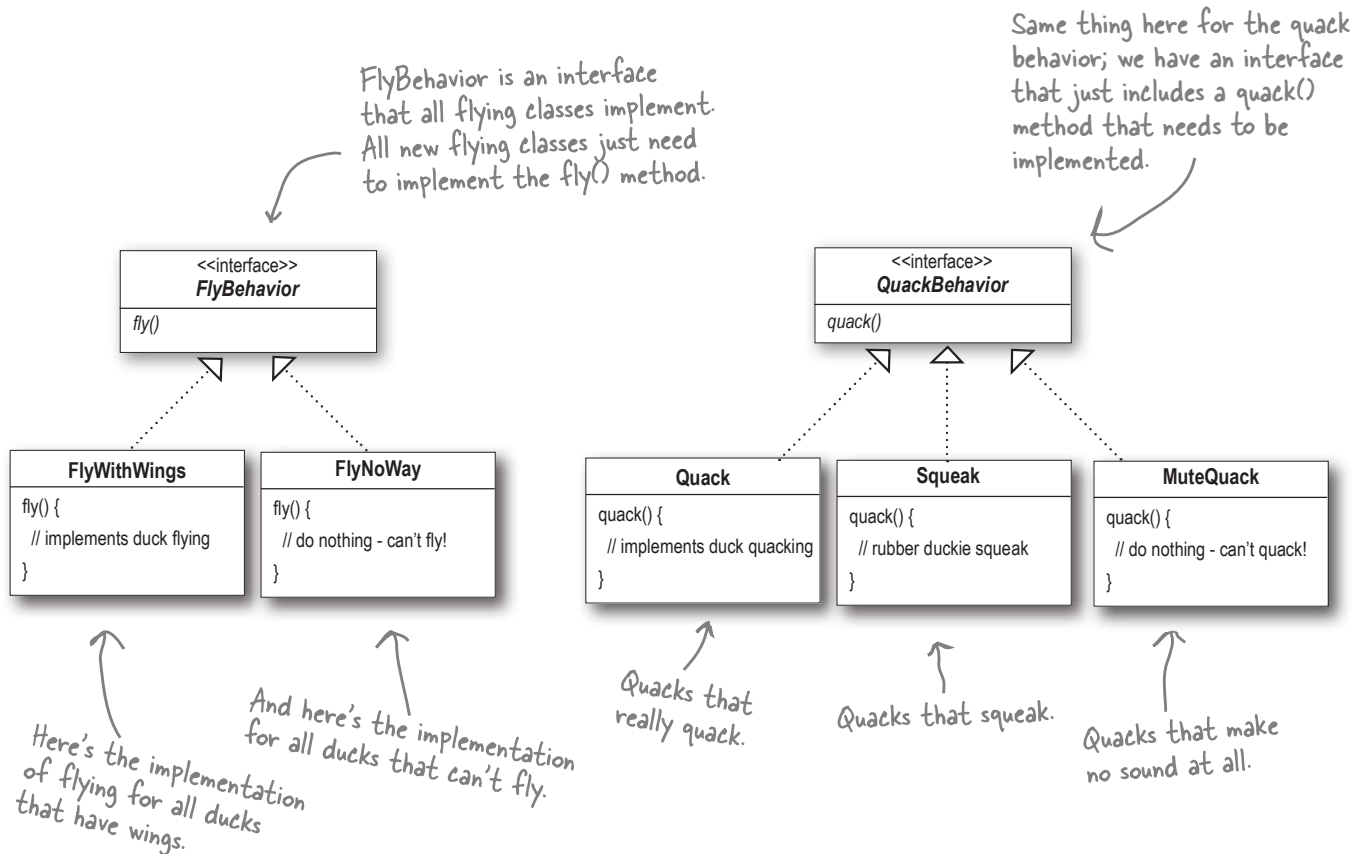 FlyBehavior is an interface
that all flying classes implement.
All new flying classes just need
to implement the fly() method.
Same thing here for the quack
behavior; we have an interface
that just includes a quack()
method that needs to be
implemented.
<<interface>>
FlyBehavior
fly()
<<interface>>
QuackBehavior
quack()
FlyWithWings
fly() {
// implements duck flying
}
FlyNoWay
fly() {
// do nothing - can't fly!
}
Quack
quack() {
// implements duck quacking
}
Squeak
quack() {
// rubber duckie squeak
}
MuteQuack
quack() {
// do nothing - can't quack!
}
Here's the implementation
of flying for all ducks
that have wings.
And here's the implementation
for all ducks that can't fly.
Quacks that
really quack.
Quacks that squeak.
Quacks that make
no sound at all.